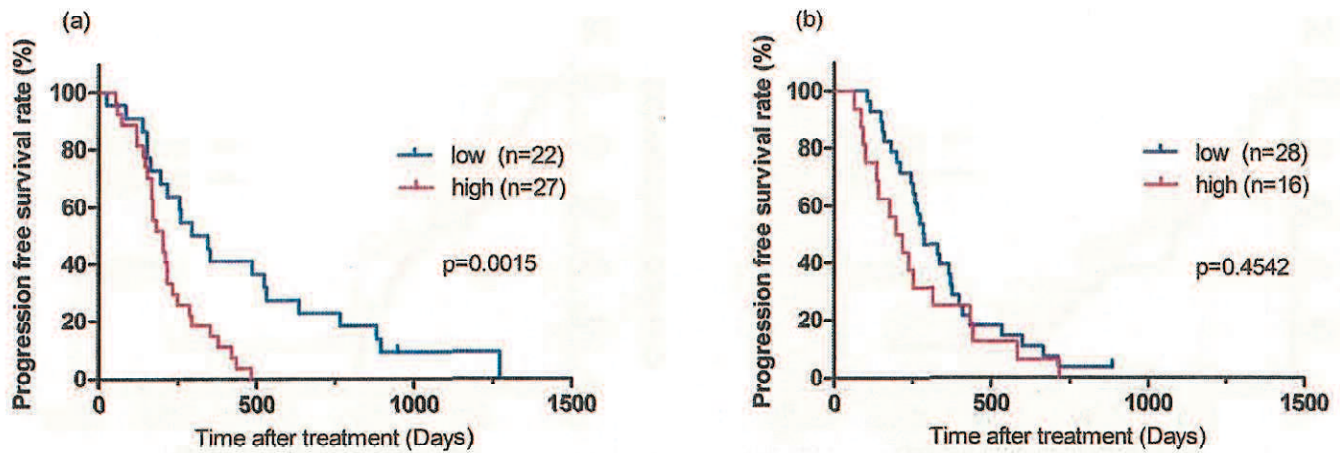 (a)
Progression free survival rate (%)
100
80
60
40
20
0
low (n=22)
high (n=27)
p=0.0015
0 500 1000 1500
Time after treatment (Days)
(b)
Progression free survival rate (%)
100
80
60
40
20
0
low (n=28)
high (n=16)
p=0.4542
0 500 1000 1500
Time after treatment (Days)